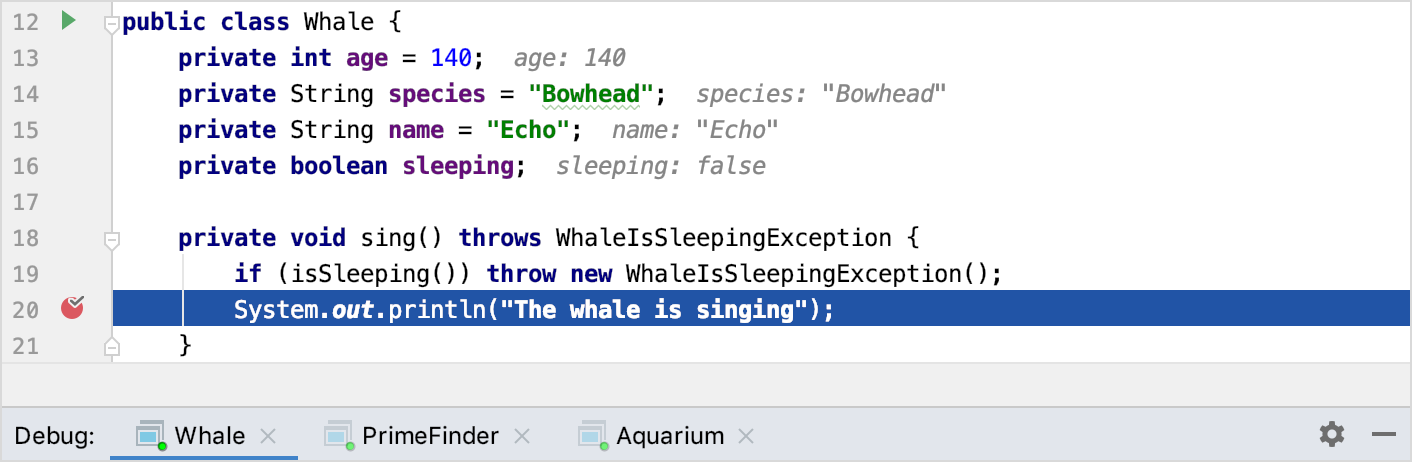 12 public class Whale {
13 private int age = 140; age: 140
14 private String species = "Bowhead"; species: "Bowhead"
15 private String name = "Echo"; name: "Echo"
16 private boolean sleeping; sleeping: false
17
18 private void sing() throws WhaleIsSleepingException {
19 if (isSleeping()) throw new WhaleIsSleepingException();
20 System.out.println("The whale is singing");
21 }
Debug: Whale PrimeFinder Aquarium